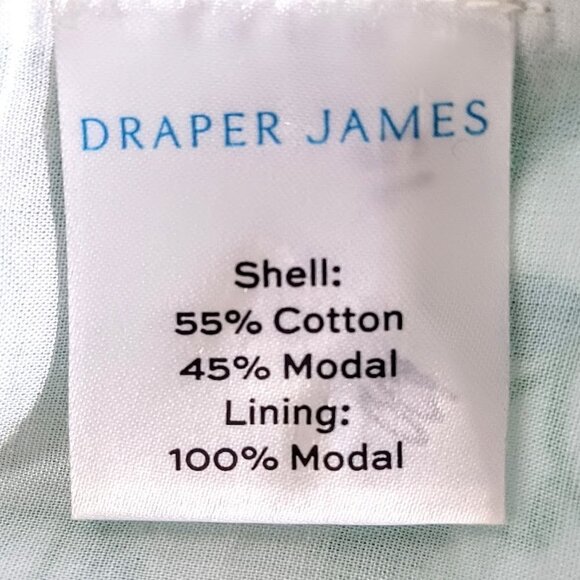 DRAPER JAMES
Shell:
55% Cotton
45% Modal
Lining:
100% Modal